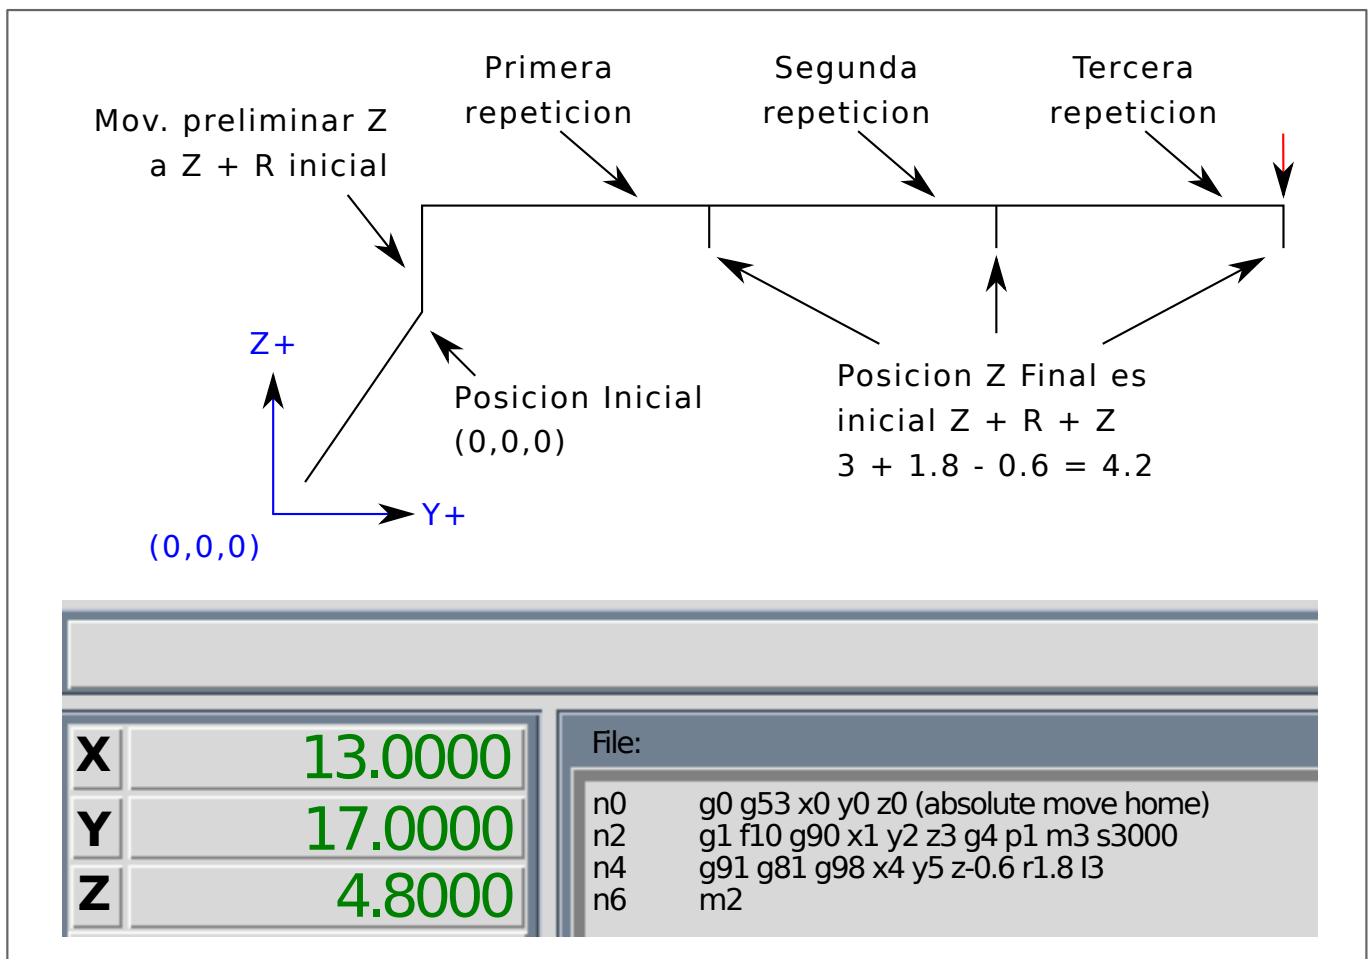 Primera
repeticion
Segunda
repeticion
Tercera
repeticion
Mov. preliminar Z
a Z + R inicial
Z+
Posicion Inicial
(0,0,0)
Posicion Z Final es
inicial Z + R + Z
3 + 1.8 - 0.6 = 4.2
Y+
(0,0,0)
X 13.0000
Y 17.0000
Z 4.8000
File:
n0 g0 g53 x0 y0 z0 (absolute move home)
n2 g1 f10 g90 x1 y2 z3 g4 p1 m3 s3000
n4 g91 g81 g98 x4 y5 z-0.6 r1.8 l3
n6 m2